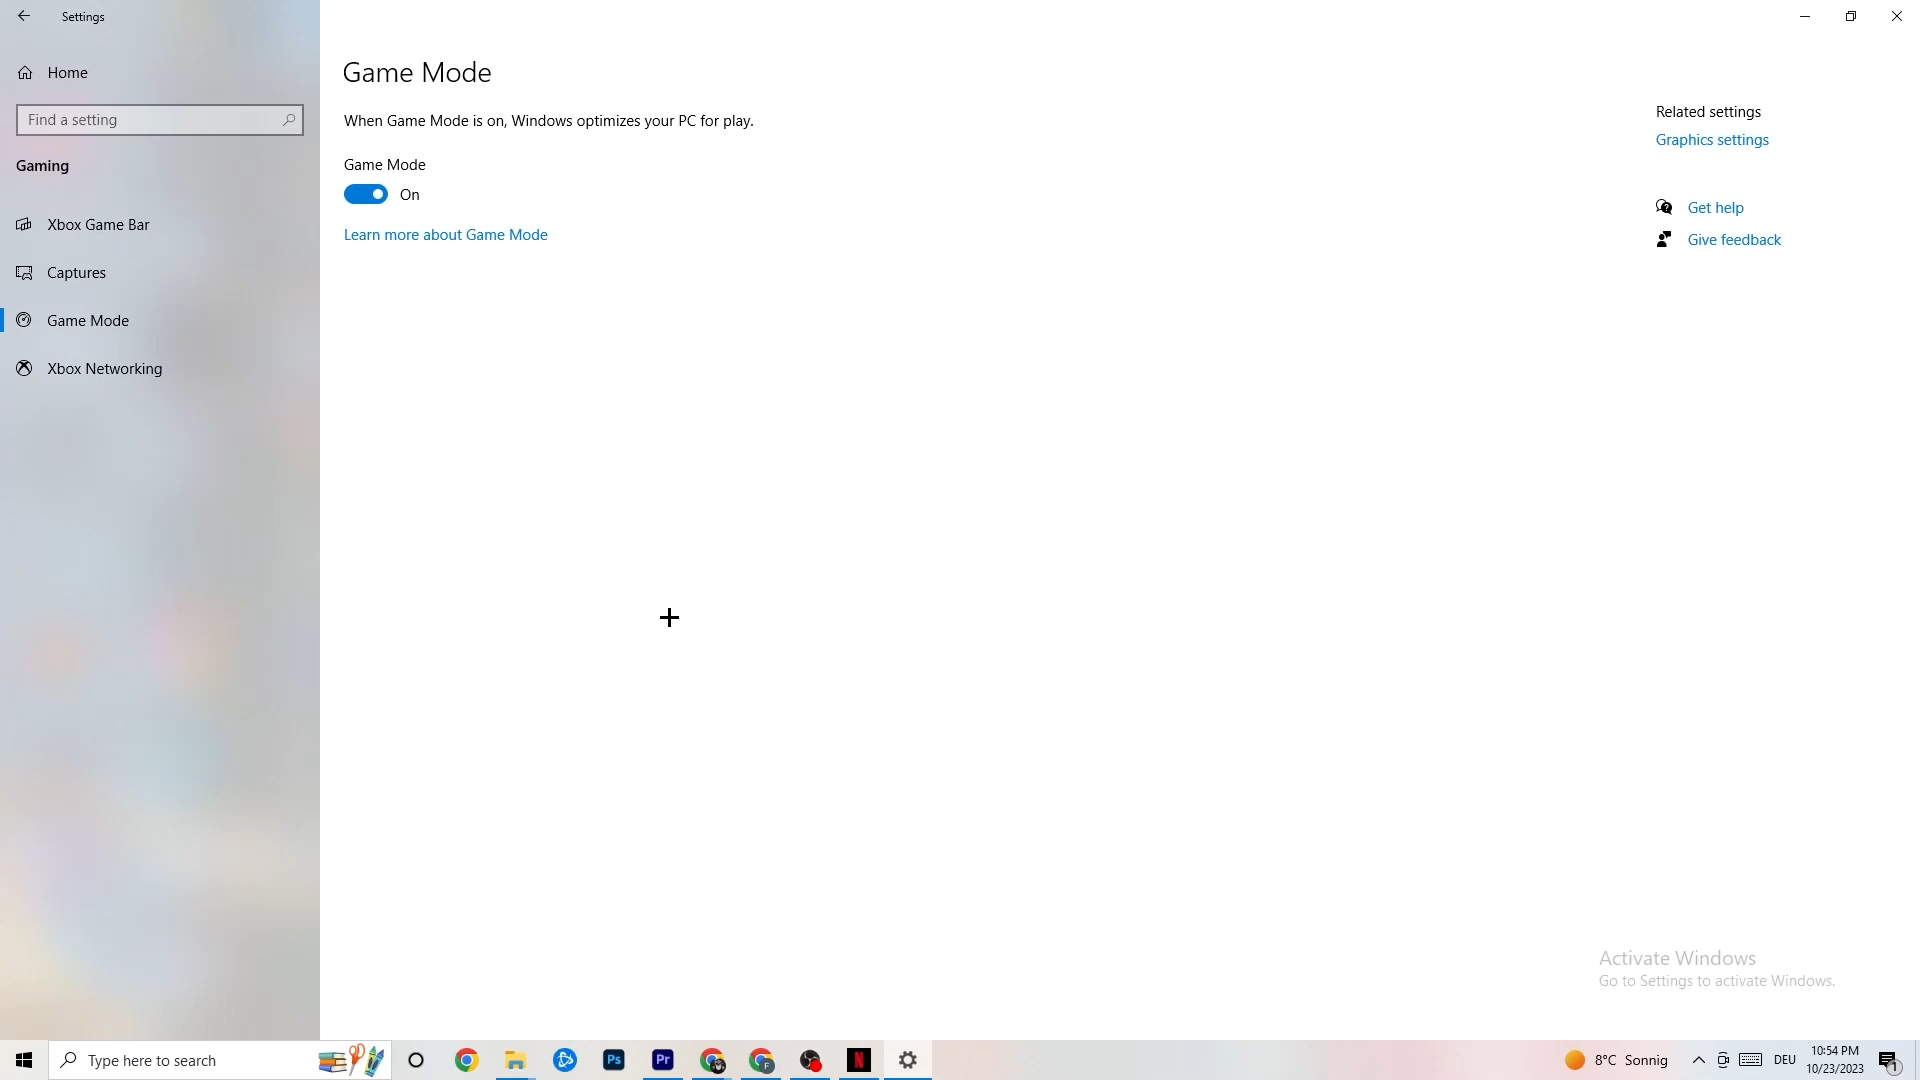 Settings
Home
Find a setting
Gaming
Xbox Game Bar
Captures
Game Mode
Xbox Networking
Game Mode
When Game Mode is on, Windows optimizes your PC for play.
Game Mode
On
Learn more about Game Mode
Related settings
Graphics settings
Get help
Give feedback
Activate Windows
Go to Settings to activate Windows.
Type here to search
Ps
Pr
F
N
8°C Sonnig
DEU
10:54 PM
10/23/2023
1